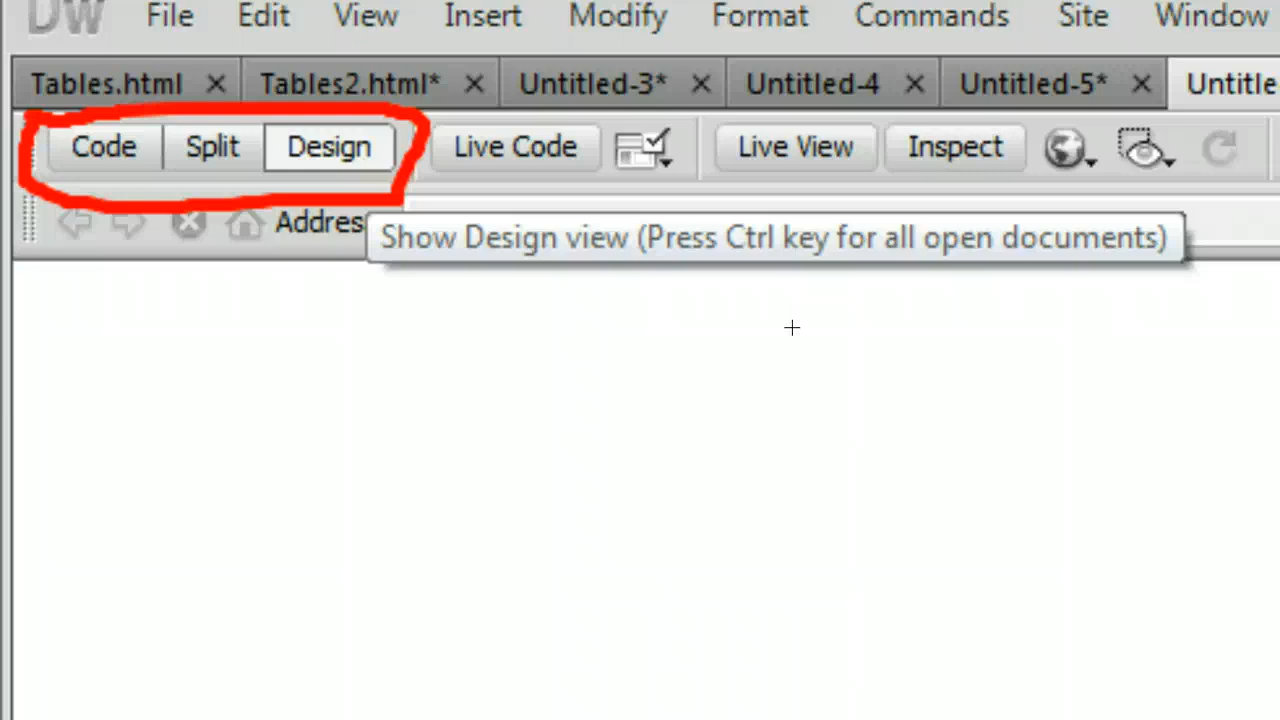 DW File Edit View Insert Modify Format Commands Site Window
Tables.html × Tables2.html* × Untitled-3* × Untitled-4 × Untitled-5* × Untitle
Code Split Design Live Code Live View Inspect
Addres
Show Design view (Press Ctrl key for all open documents)